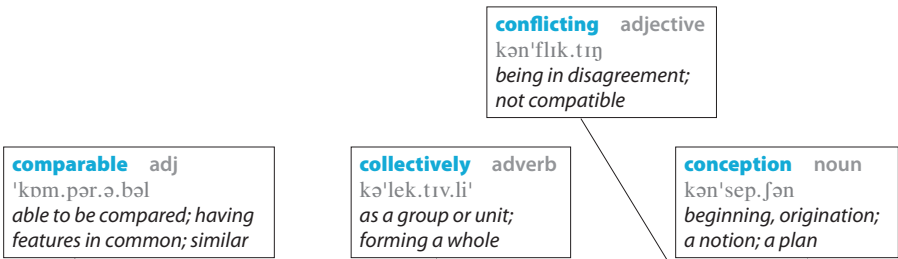 conflicting adjective
kən'flɪk.tɪŋ
being in disagreement;
not compatible
comparable adj
'kɒm.pər.ə.bəl
able to be compared; having
features in common; similar
collectively adverb
kə'lek.tɪv.li'
as a group or unit;
forming a whole
conception noun
kən'sep.ʃən
beginning, origination;
a notion; a plan